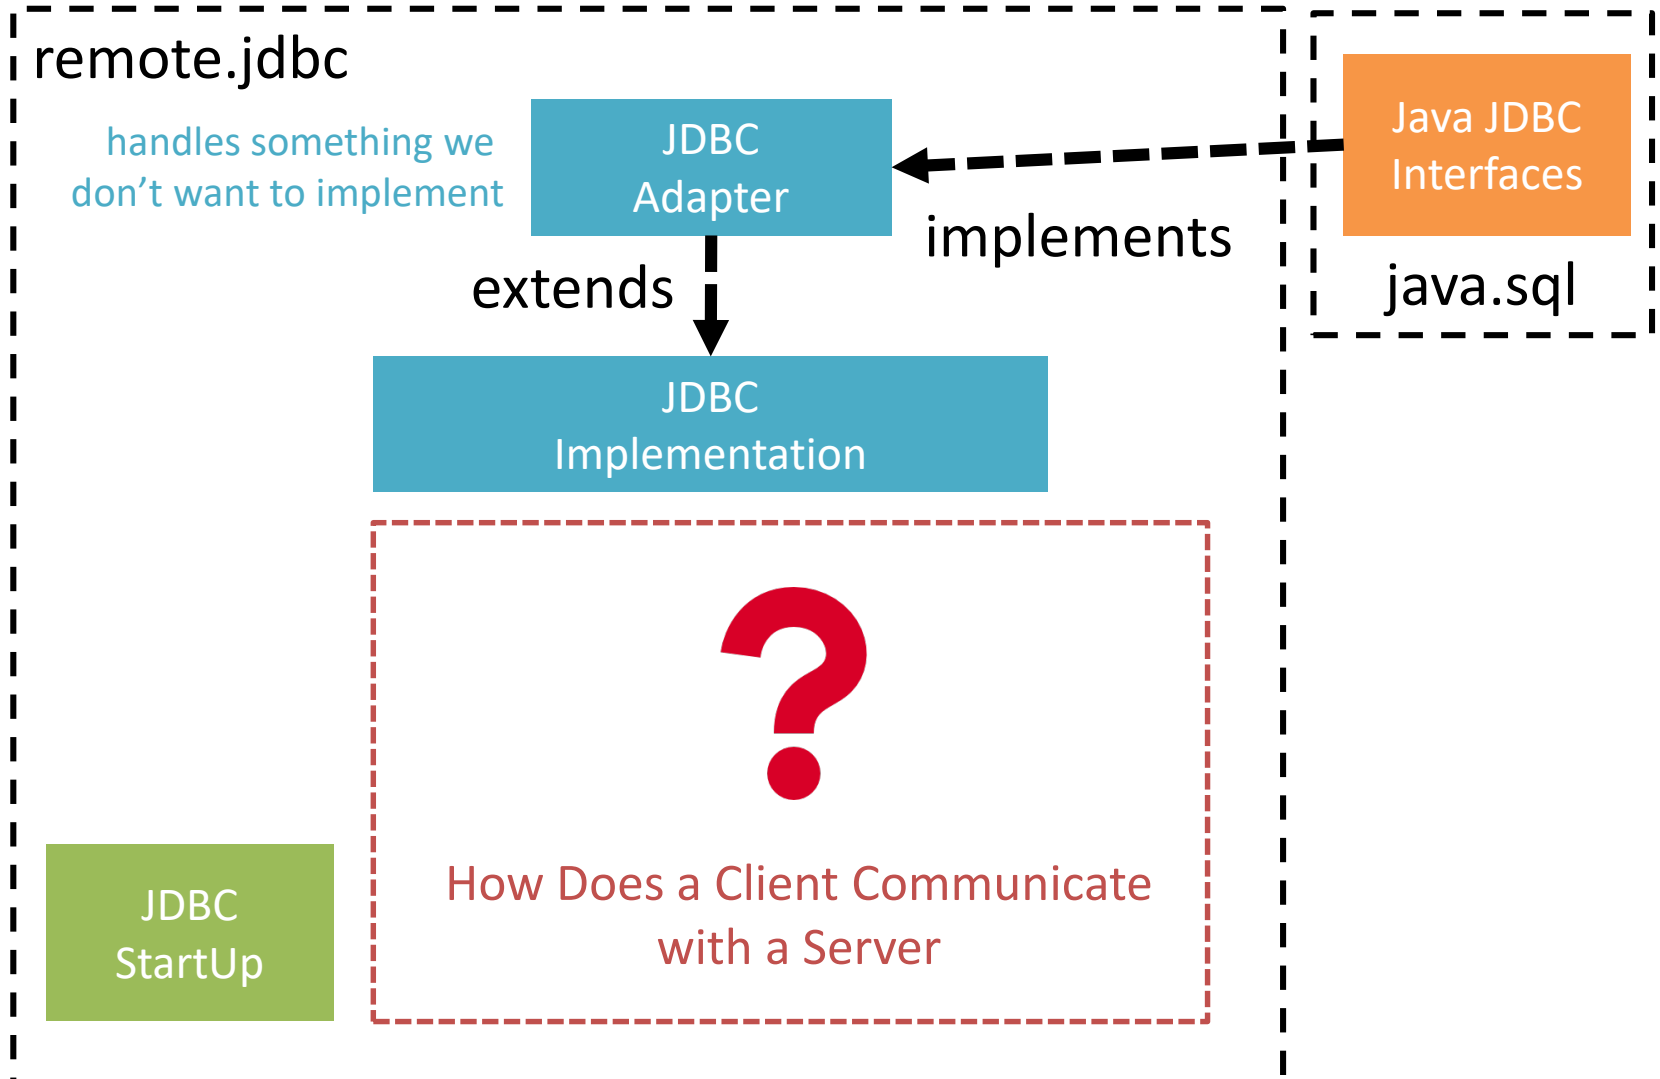 remote.jdbc
handles something we
don’t want to implement
JDBC
Adapter
Java JDBC
Interfaces
implements
java.sql
extends
JDBC
Implementation
How Does a Client Communicate
with a Server
JDBC
StartUp